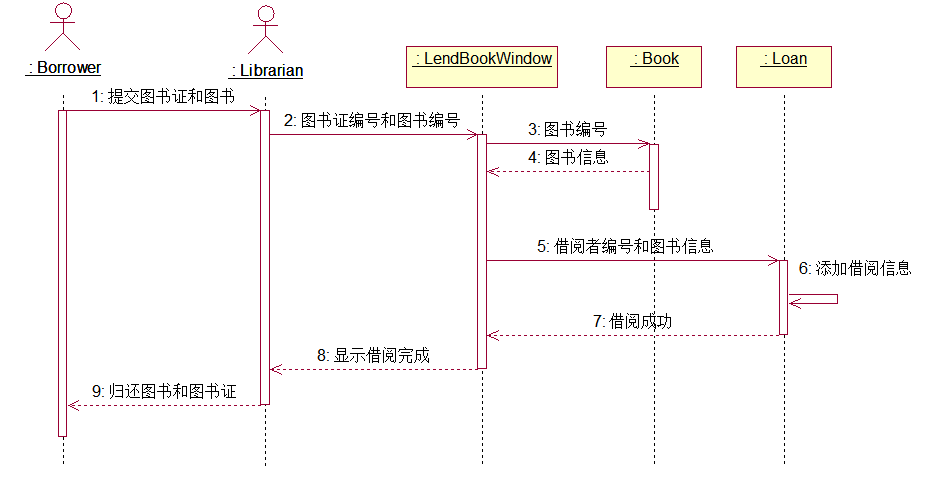 : Borrower
: Librarian
: LendBookWindow
: Book
: Loan
1: 提交图书证和图书
2: 图书证编号和图书编号
3: 图书编号
4: 图书信息
5: 借阅者编号和图书信息
6: 添加借阅信息
7: 借阅成功
8: 显示借阅完成
9: 归还图书和图书证